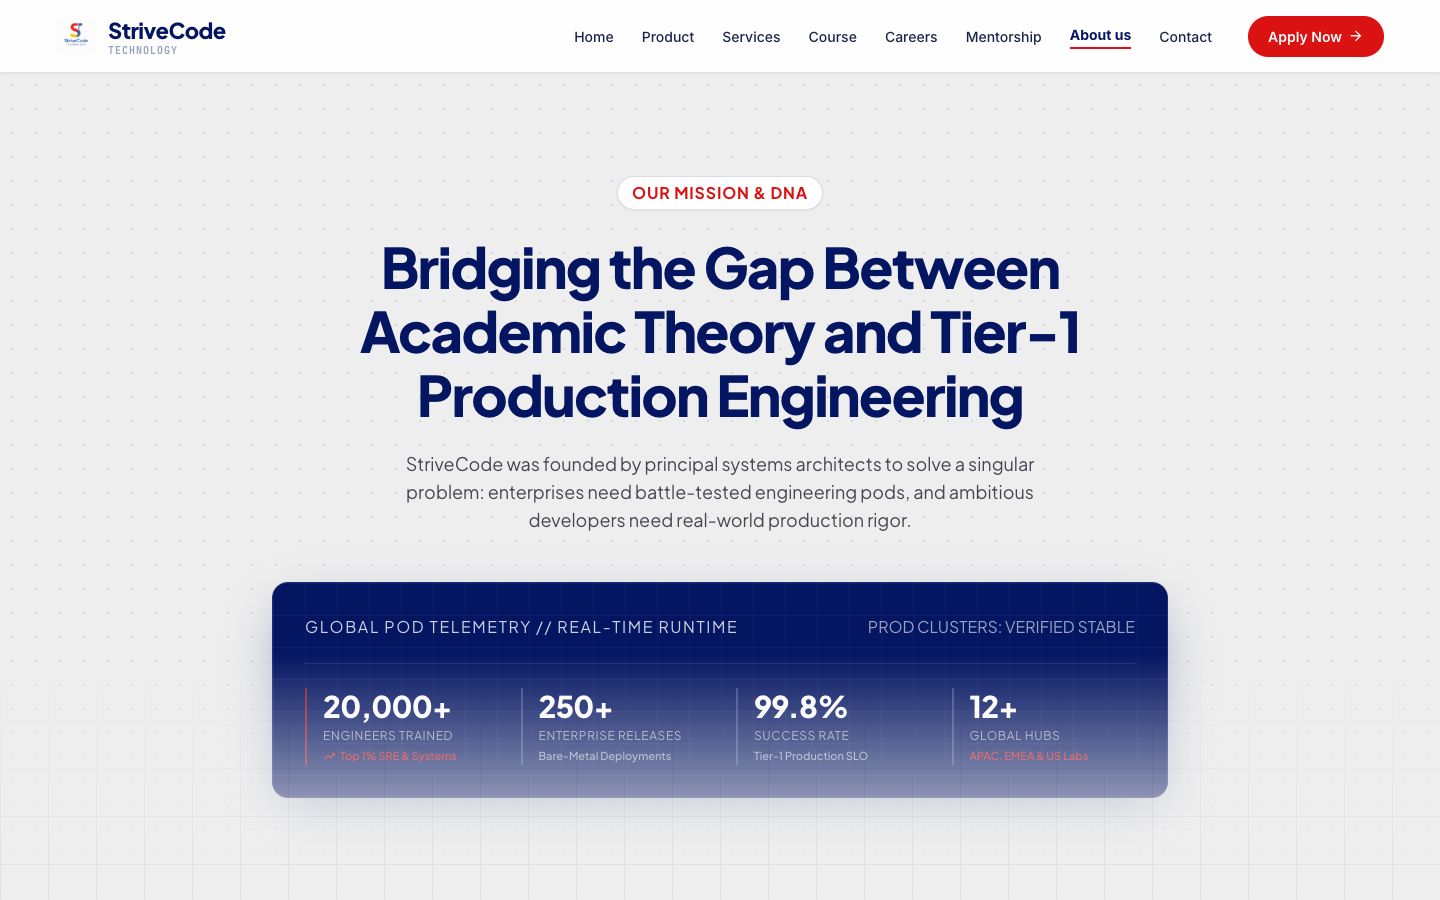 StriveCode
TECHNOLOGY
Home
Product
Services
Course
Careers
Mentorship
About us
Contact
Apply Now
OUR MISSION & DNA
Bridging the Gap Between
Academic Theory and Tier-1
Production Engineering
StriveCode was founded by principal systems architects to solve a singular
problem: enterprises need battle-tested engineering pods, and ambitious
developers need real-world production rigor.
GLOBAL POD TELEMETRY // REAL-TIME RUNTIME
PROD CLUSTERS: VERIFIED STABLE
20,000+
ENGINEERS TRAINED
Top 1% SRE & Systems
250+
ENTERPRISE RELEASES
Bare-Metal Deployments
99.8%
SUCCESS RATE
Tier-1 Production SLO
12+
GLOBAL HUBS
APAC, EMEA & US Labs